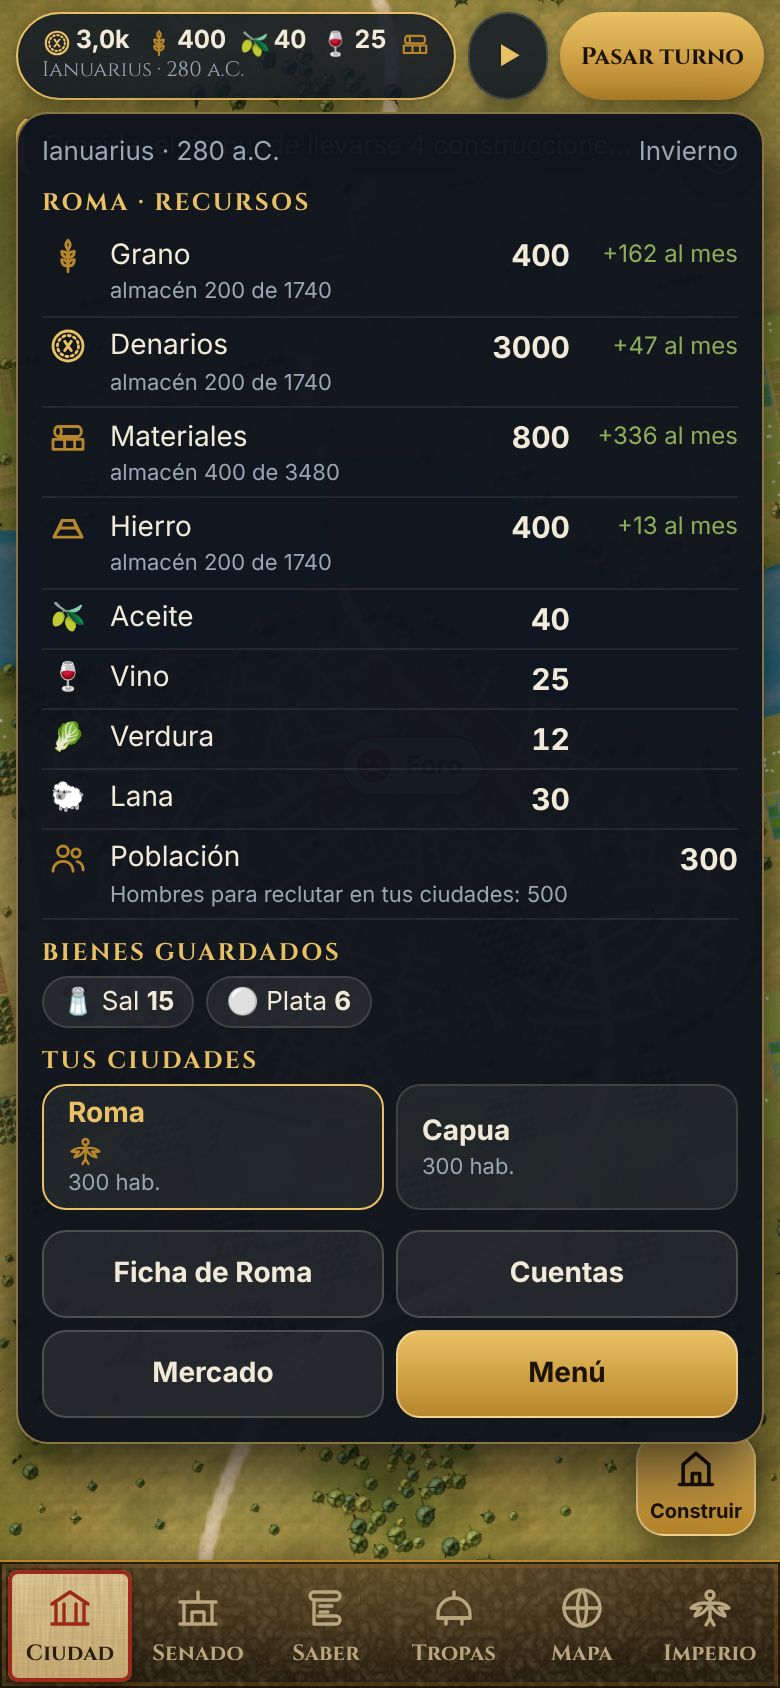 3,0k 400 40 25
IANUARIUS · 280 A.C.
PASAR TURNO
Ianuarius · 280 a.C. Invierno
ROMA · RECURSOS
Grano 400 +162 al mes
almacén 200 de 1740
Denarios 3000 +47 al mes
almacén 200 de 1740
Materiales 800 +336 al mes
almacén 400 de 3480
Hierro 400 +13 al mes
almacén 200 de 1740
Aceite 40
Vino 25
Verdura 12
Foro
Lana 30
Población 300
Hombres para reclutar en tus ciudades: 500
BIENES GUARDADOS
Sal 15 Plata 6
TUS CIUDADES
Roma
300 hab.
Capua
300 hab.
Ficha de Roma Cuentas
Mercado Menú
Construir
CIUDAD SENADO SABER TROPAS MAPA IMPERIO